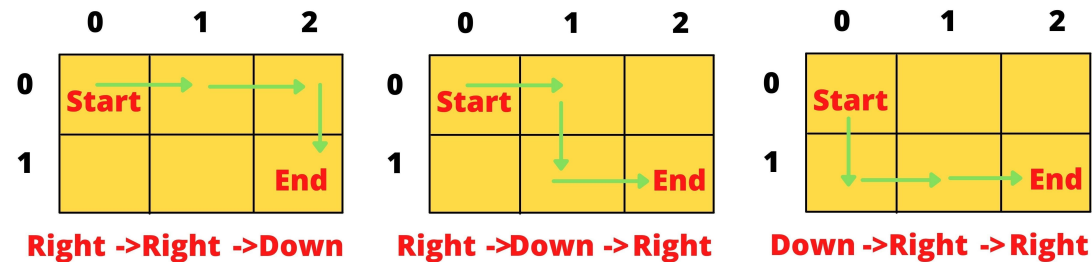 0 1 2
0
Start
1
End
Right ->Right ->Down
0 1 2
0
Start
1
End
Right ->Down ->Right
0 1 2
0
Start
1
End
Down ->Right ->Right